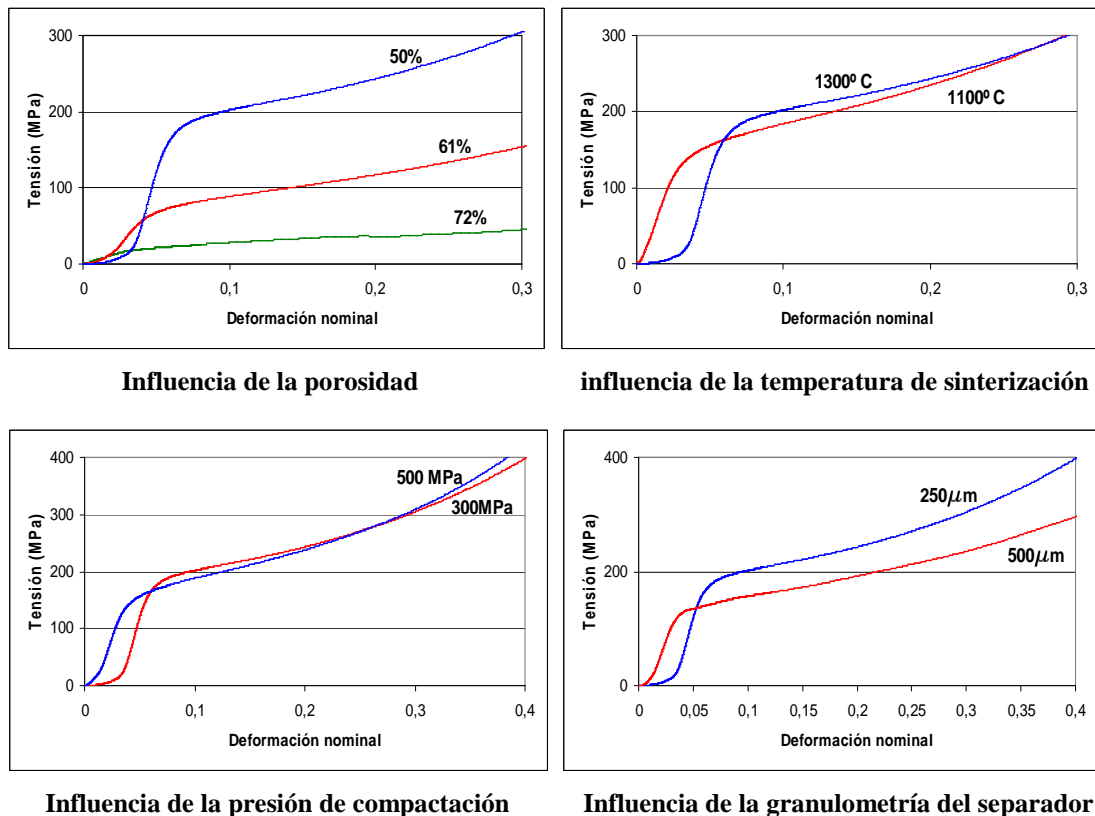 300
200
100
0
Tensión (MPa)
50%
61%
72%
0
0,1
0,2
0,3
Deformación nominal
Influencia de la porosidad
300
200
100
0
Tensión (MPa)
1300º C
1100º C
0
0,1
0,2
0,3
Deformación nominal
influencia de la temperatura de sinterización
400
300
200
100
0
Tensión (MPa)
500 MPa
300MPa
0
0,1
0,2
0,3
0,4
Deformación nominal
Influencia de la presión de compactación
400
200
0
Tensión (MPa)
250μm
500μm
0
0,05
0,1
0,15
0,2
0,25
0,3
0,35
0,4
Deformación nominal
Influencia de la granulometría del separador